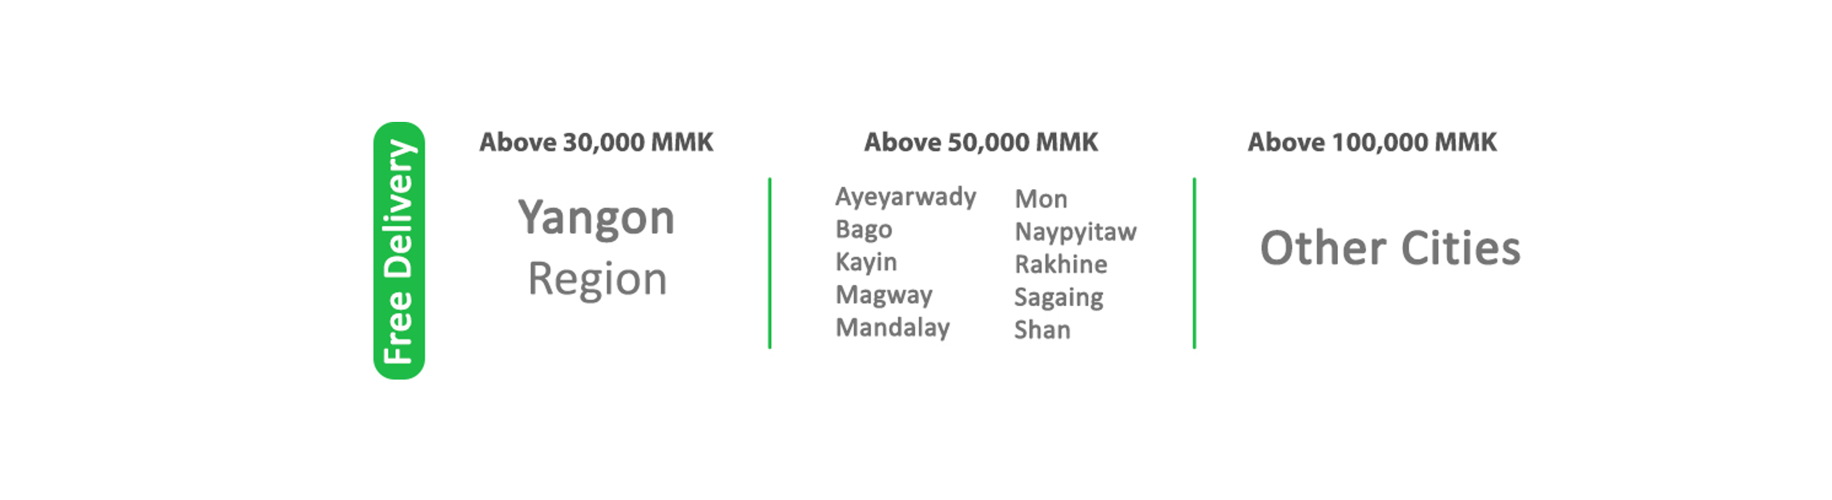 Free Delivery
Above 30,000 MMK
Yangon
Region
Above 50,000 MMK
Ayeyarwady
Bago
Kayin
Magway
Mandalay
Mon
Naypyitaw
Rakhine
Sagaing
Shan
Above 100,000 MMK
Other Cities